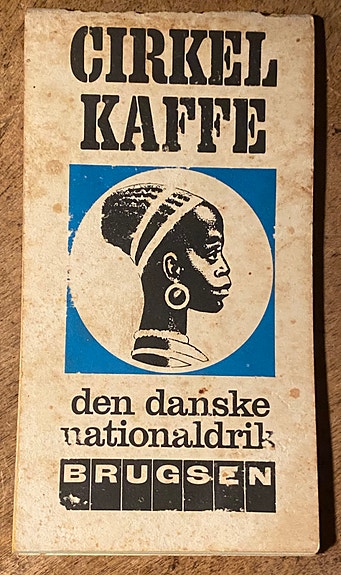 CIRKEL
KAFFE
den danske
nationaldrik
BRUGSEN